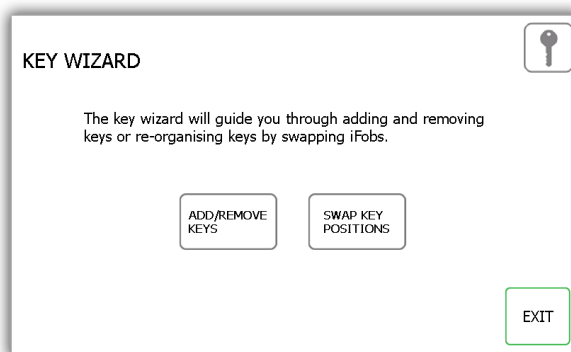 KEY WIZARD
The key wizard will guide you through adding and removing
keys or re-organising keys by swapping iFobs.
ADD/REMOVE
KEYS
SWAP KEY
POSITIONS
EXIT